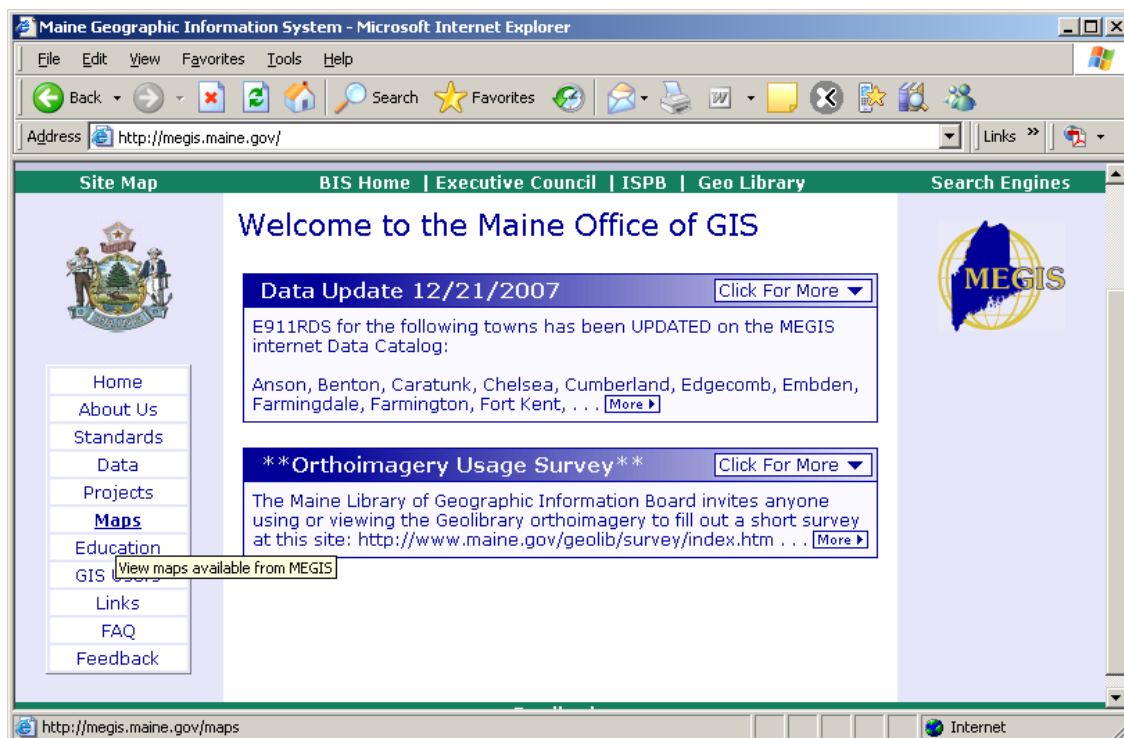 Maine Geographic Information System - Microsoft Internet Explorer
File Edit View Favorites Tools Help
Back Search Favorites
Address http://megis.maine.gov/ Links »
Site Map BIS Home | Executive Council | ISPB | Geo Library Search Engines
Welcome to the Maine Office of GIS
MEGIS
Data Update 12/21/2007 Click For More
E911RDS for the following towns has been UPDATED on the MEGIS
internet Data Catalog:
Anson, Benton, Caratunk, Chelsea, Cumberland, Edgecomb, Embden,
Farmingdale, Farmington, Fort Kent, . . . More
**Orthoimagery Usage Survey** Click For More
The Maine Library of Geographic Information Board invites anyone
using or viewing the Geolibrary orthoimagery to fill out a short survey
at this site: http://www.maine.gov/geolib/survey/index.htm . . . More
Home
About Us
Standards
Data
Projects
Maps
Education
View maps available from MEGIS
GIS
Links
FAQ
Feedback
http://megis.maine.gov/maps Internet